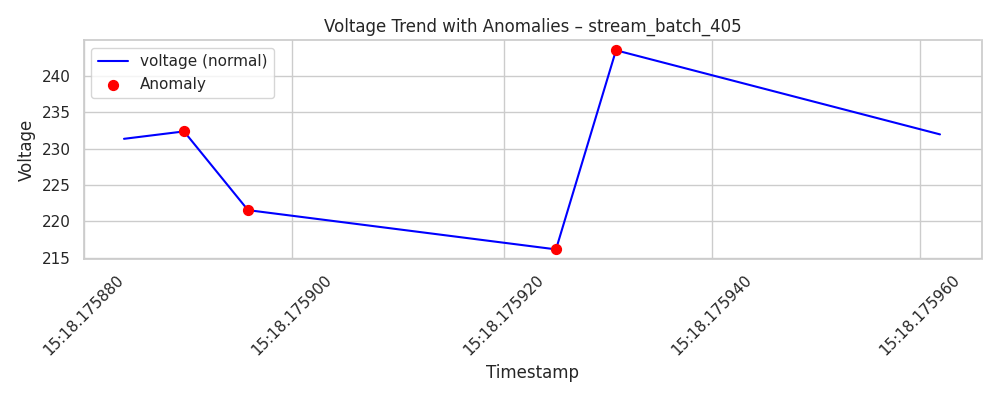 Voltage Trend with Anomalies – stream_batch_405
voltage (normal)
Anomaly
Voltage
240
235
230
225
220
215
15:18.175880
15:18.175900
15:18.175920
15:18.175940
15:18.175960
Timestamp